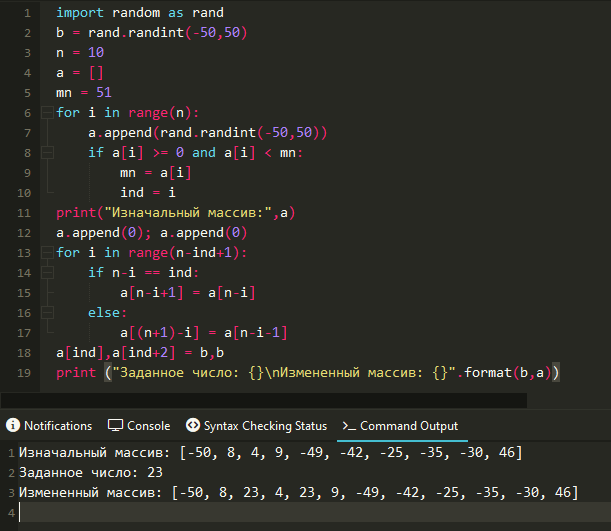 1 import random as rand
2 b = rand.randint(-50,50)
3 n = 10
4 a = []
5 mn = 51
6 for i in range(n):
7     a.append(rand.randint(-50,50))
8     if a[i] >= 0 and a[i] < mn:
9         mn = a[i]
10         ind = i
11 print("Изначальный массив:",a)
12 a.append(0); a.append(0)
13 for i in range(n-ind+1):
14     if n-i == ind:
15         a[n-i+1] = a[n-i]
16     else:
17         a[(n+1)-i] = a[n-i-1]
18 a[ind],a[ind+2] = b,b
19 print ("Заданное число: {}\nИзмененный массив: {}".format(b,a))
Notifications Console Syntax Checking Status >_ Command Output
1 Изначальный массив: [-50, 8, 4, 9, -49, -42, -25, -35, -30, 46]
2 Заданное число: 23
3 Измененный массив: [-50, 8, 23, 4, 23, 9, -49, -42, -25, -35, -30, 46]
4